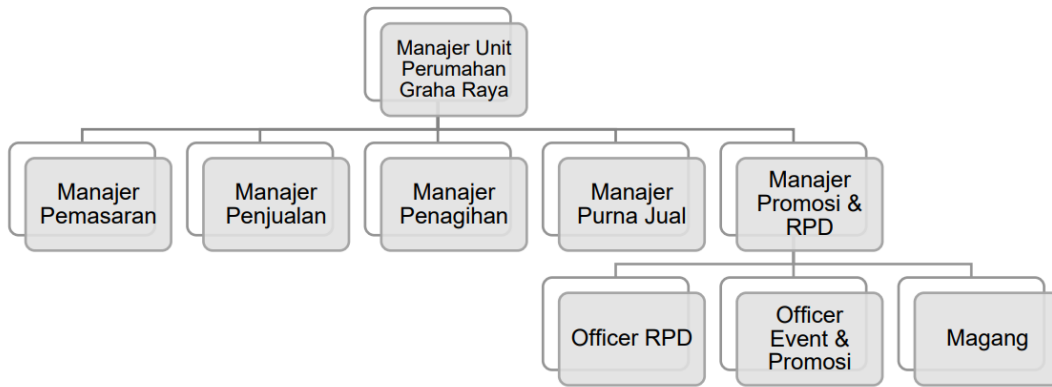 Manajer Unit
Perumahan
Graha Raya
Manajer
Pemasaran
Manajer
Penjualan
Manajer
Penagihan
Manajer
Purna Jual
Manajer
Promosi &
RPD
Officer RPD
Officer
Event &
Promosi
Magang